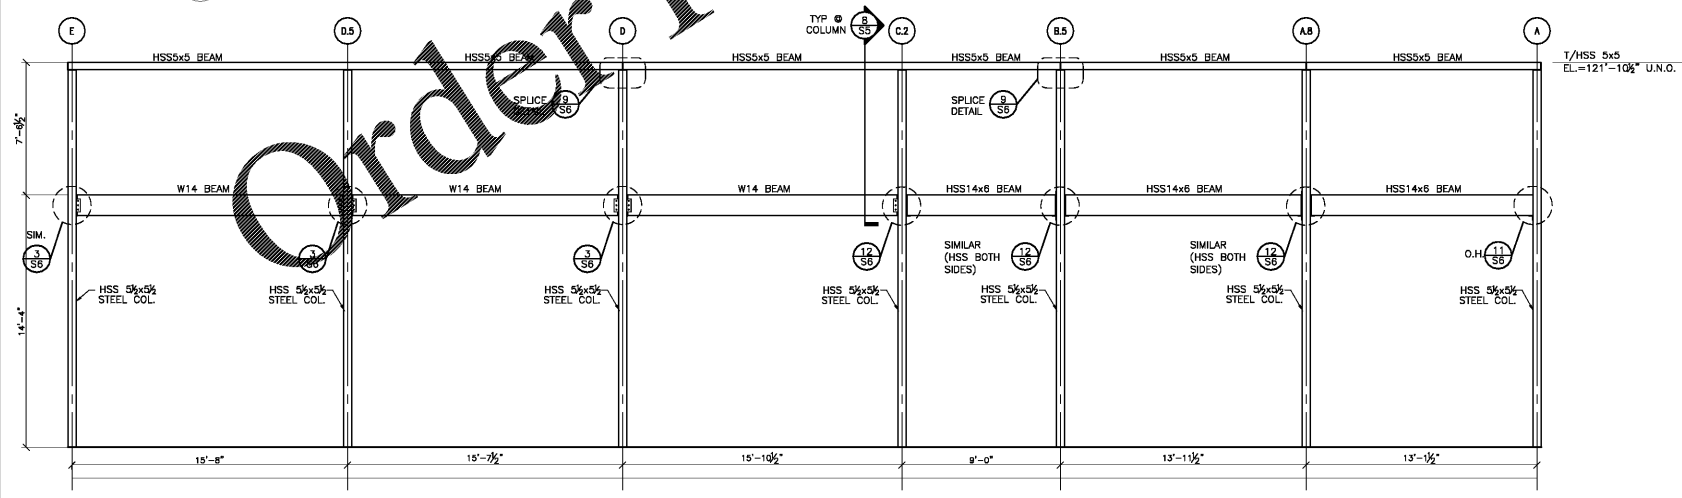 TYP @
COLUMN
8
S5
E
D.5
D
C.2
B.5
A.8
A
HSS5x5 BEAM
HSS5x5 BEAM
HSS5x5 BEAM
HSS5x5 BEAM
HSS5x5 BEAM
HSS5x5 BEAM
T/HSS 5x5
EL.=121'-10½" U.N.O.
SPLICE
DETAIL
9
S6
SPLICE
DETAIL
9
S6
7'-6½"
Order
W14 BEAM
W14 BEAM
W14 BEAM
HSS14x6 BEAM
HSS14x6 BEAM
HSS14x6 BEAM
SIM.
3
S6
3
S6
3
S6
12
S6
SIMILAR
(HSS BOTH
SIDES)
12
S6
SIMILAR
(HSS BOTH
SIDES)
12
S6
O.H.
11
S6
HSS 5½x5½
STEEL COL.
HSS 5½x5½
STEEL COL.
HSS 5½x5½
STEEL COL.
HSS 5½x5½
STEEL COL.
HSS 5½x5½
STEEL COL.
HSS 5½x5½
STEEL COL.
HSS 5½x5½
STEEL COL.
14'-4"
15'-8"
15'-7½"
15'-10½"
9'-0"
13'-11½"
13'-1½"